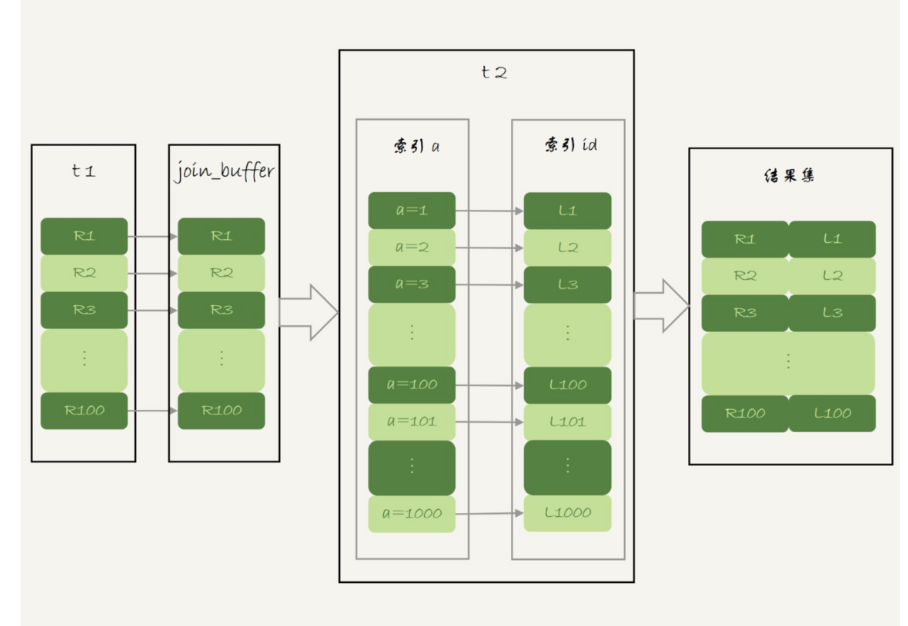 t1
R1
R2
R3
⋮
R100
join_buffer
R1
R2
R3
⋮
R100
t2
索引 a
a=1
a=2
a=3
⋮
a=100
a=101
⋮
a=1000
索引 id
L1
L2
L3
⋮
L100
L101
⋮
L1000
结果集
R1 L1
R2 L2
R3 L3
⋮
R100 L100